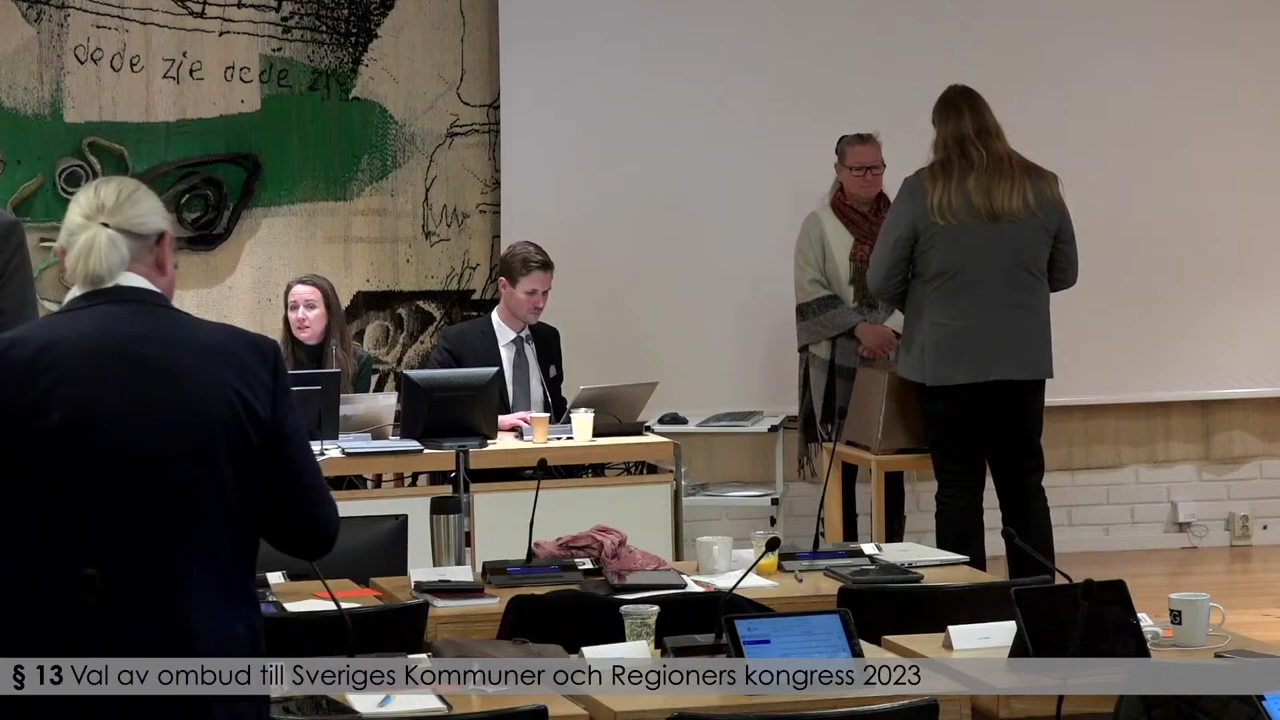 dede zie dede zie
§ 13 Val av ombud till Sveriges Kommuner och Regioners kongress 2023